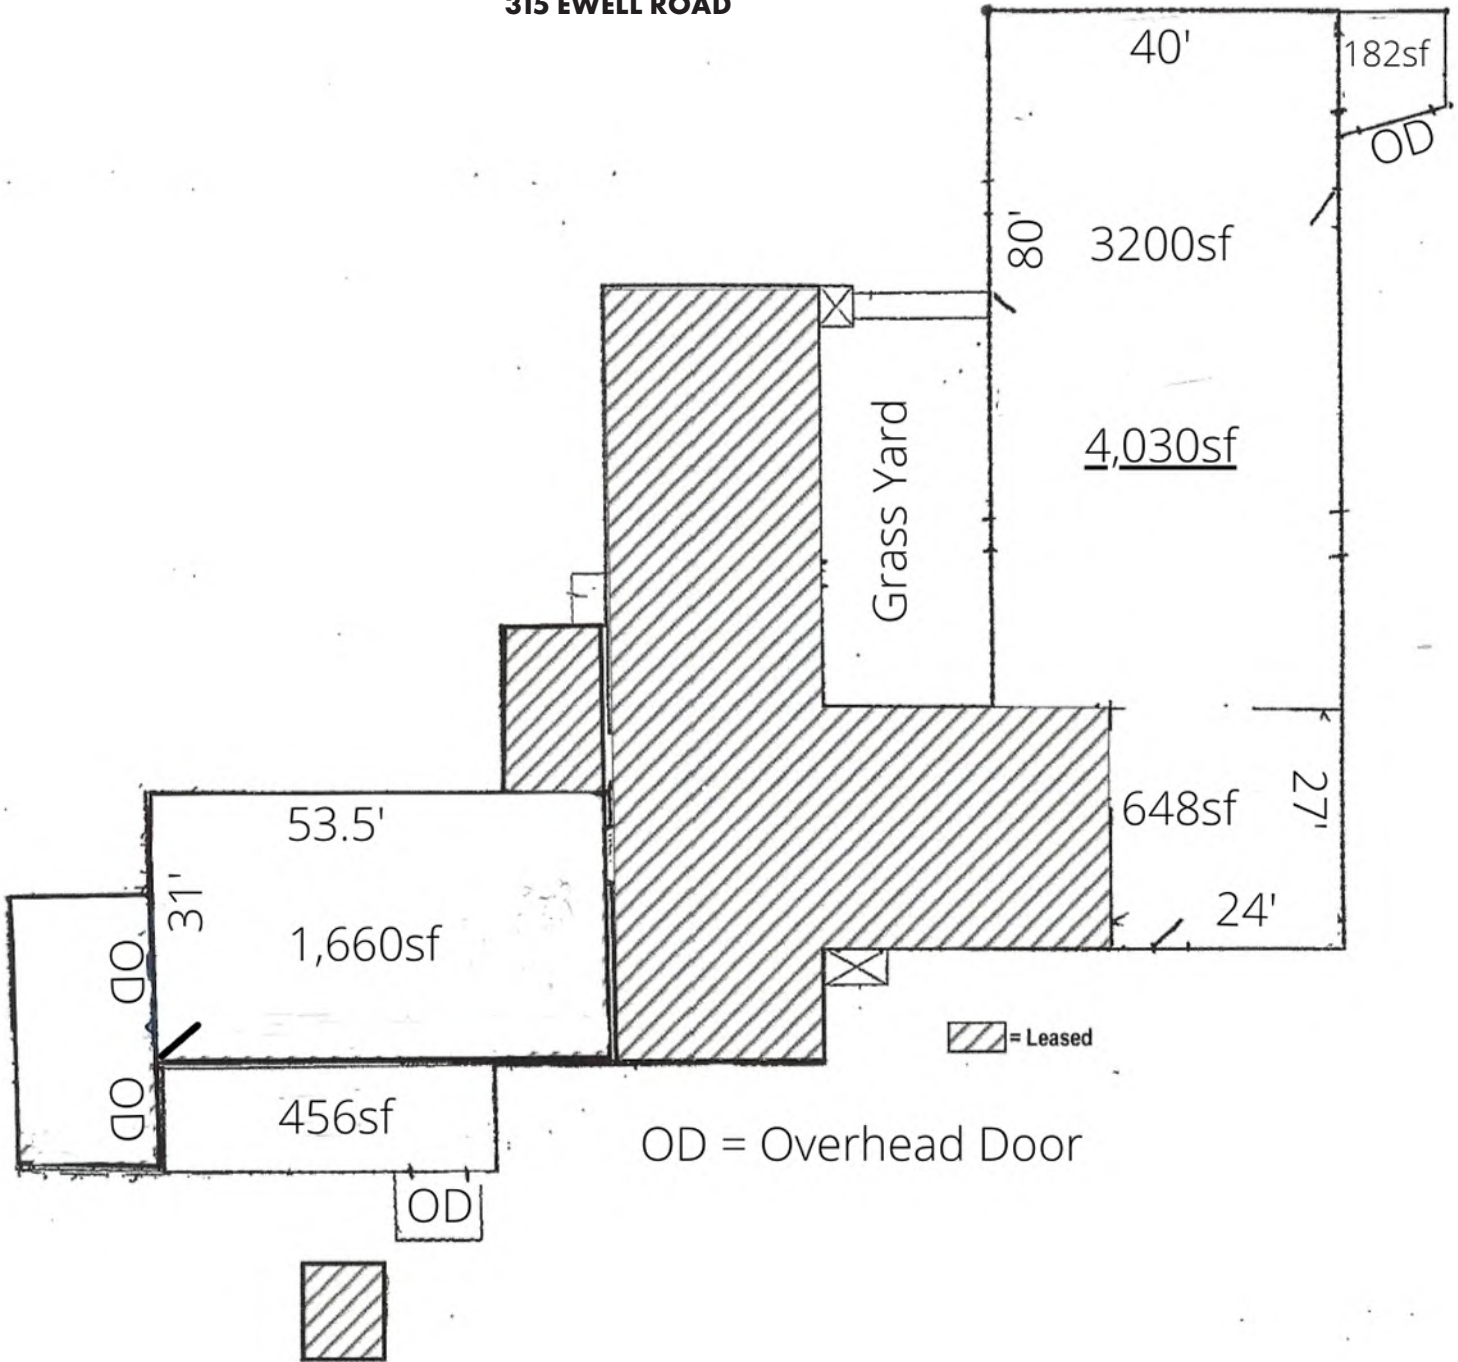 315 EWELL ROAD
40'
182sf
OD
80'
3200sf
4,030sf
Grass Yard
53.5'
31'
1,660sf
648sf
27'
24'
OD
OD
= Leased
456sf
OD = Overhead Door
OD